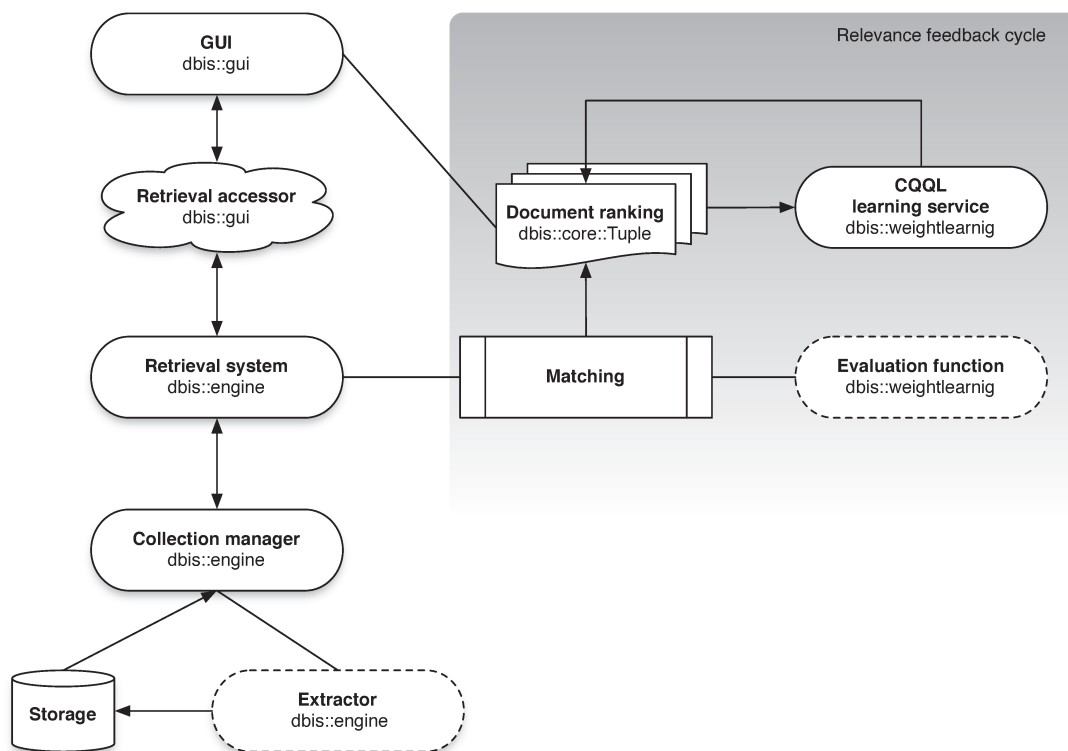 GUI
dbis::gui
Relevance feedback cycle
Retrieval accessor
dbis::gui
Document ranking
dbis::core::Tuple
CQQL
learning service
dbis::weightlearnig
Retrieval system
dbis::engine
Matching
Evaluation function
dbis::weightlearnig
Collection manager
dbis::engine
Storage
Extractor
dbis::engine